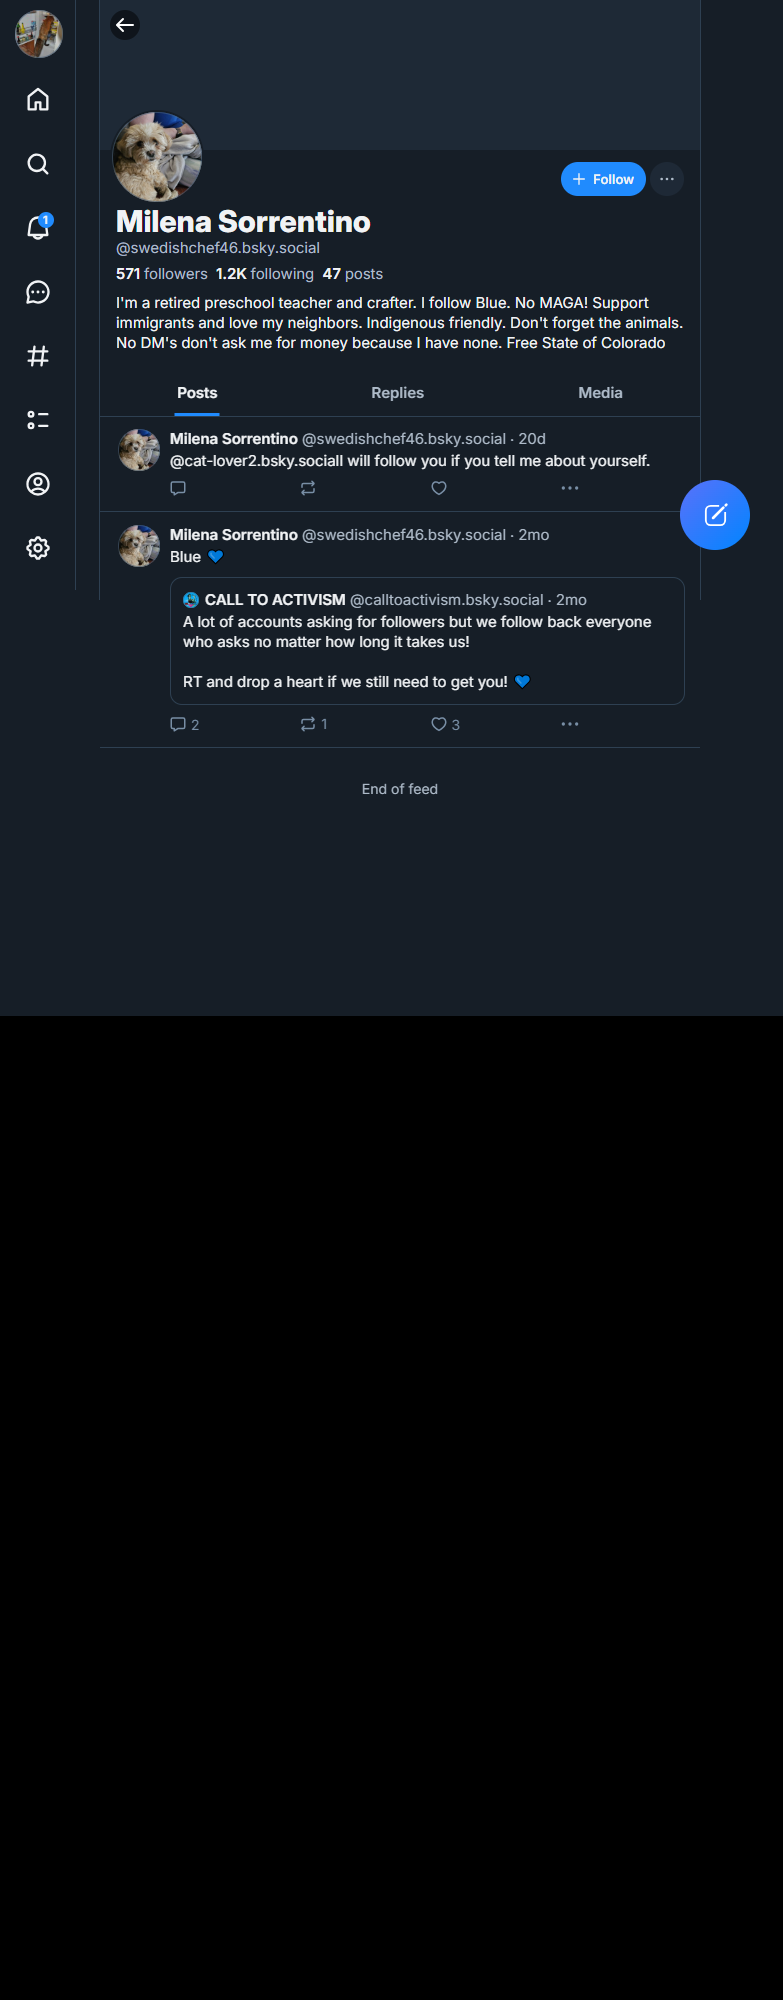 1
+ Follow
Milena Sorrentino
@swedishchef46.bsky.social
571 followers 1.2K following 47 posts
I'm a retired preschool teacher and crafter. I follow Blue. No MAGA! Support
immigrants and love my neighbors. Indigenous friendly. Don't forget the animals.
No DM's don't ask me for money because I have none. Free State of Colorado
Posts Replies Media
Milena Sorrentino @swedishchef46.bsky.social · 20d
@cat-lover2.bsky.sociall will follow you if you tell me about yourself.
Milena Sorrentino @swedishchef46.bsky.social · 2mo
Blue 💙
CALL TO ACTIVISM @calltoactivism.bsky.social · 2mo
A lot of accounts asking for followers but we follow back everyone
who asks no matter how long it takes us!
RT and drop a heart if we still need to get you! 💙
2 1 3
End of feed